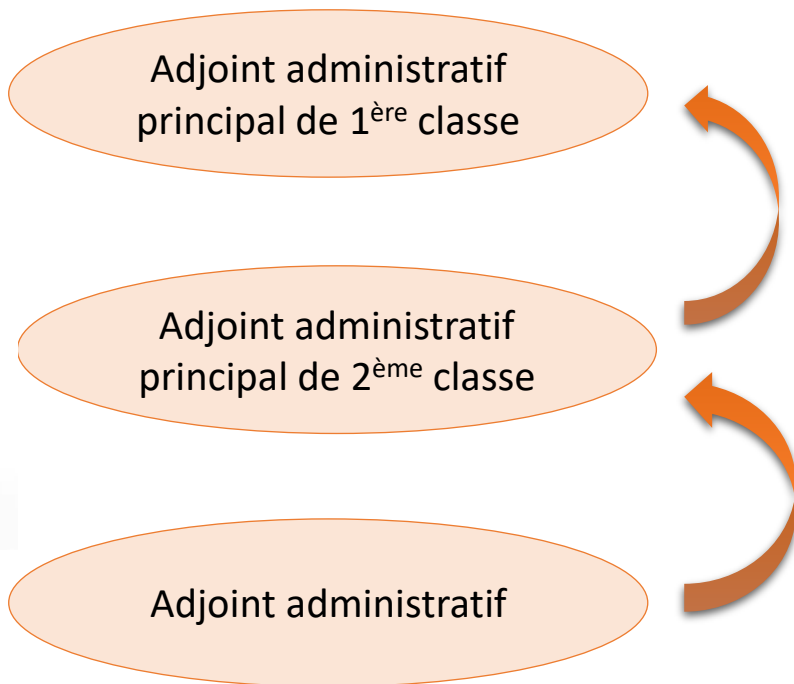 Adjoint administratif
principal de 1ère classe
Adjoint administratif
principal de 2ème classe
Adjoint administratif